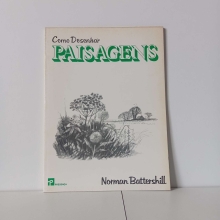 Como Desenhar
PAISAGENS
Norman Battershill